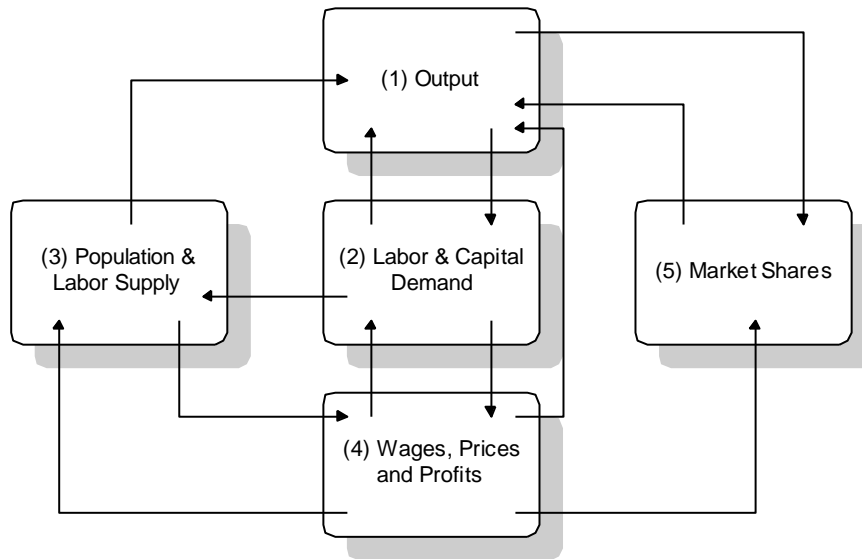 (1) Output
(3) Population &
Labor Supply
(2) Labor & Capital
Demand
(5) Market Shares
(4) Wages, Prices
and Profits